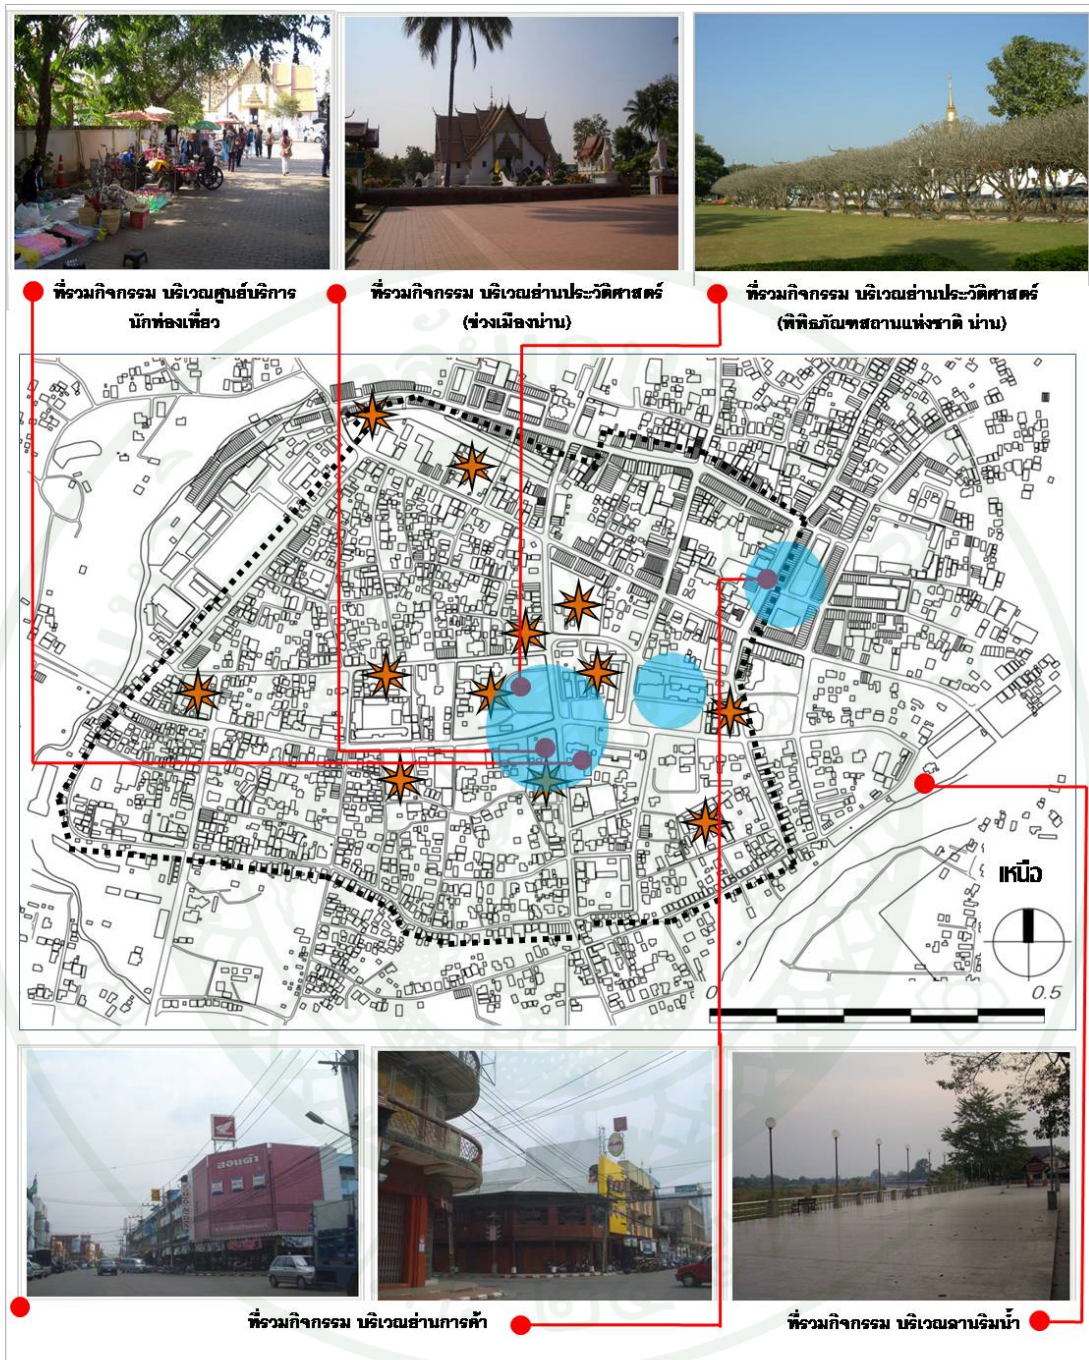 ที่รวมกิจกรรม บริเวณศูนย์บริการ
นักท่องเที่ยว
ที่รวมกิจกรรม บริเวณย่านประวัติศาสตร์
(ข่วงเมืองน่าน)
ที่รวมกิจกรรม บริเวณย่านประวัติศาสตร์
(พิพิธภัณฑสถานแห่งชาติ น่าน)
เหนือ
0
0.5
ที่รวมกิจกรรม บริเวณย่านการค้า
ที่รวมกิจกรรม บริเวณลานริมน้ำ